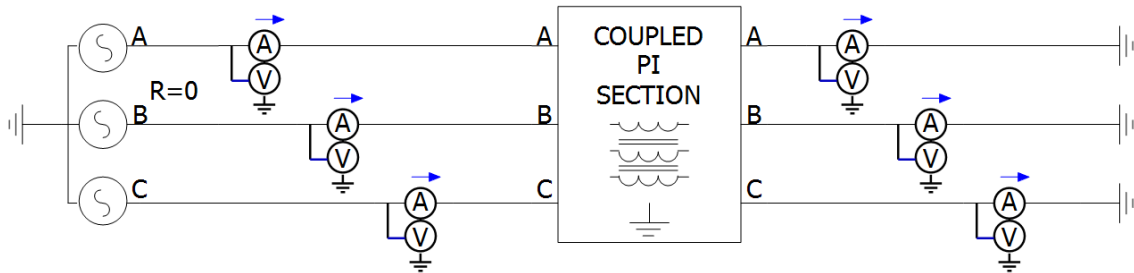 A A A COUPLED A A
V PI V
R=0 SECTION
B A B B A
V V
C A C C A
V V